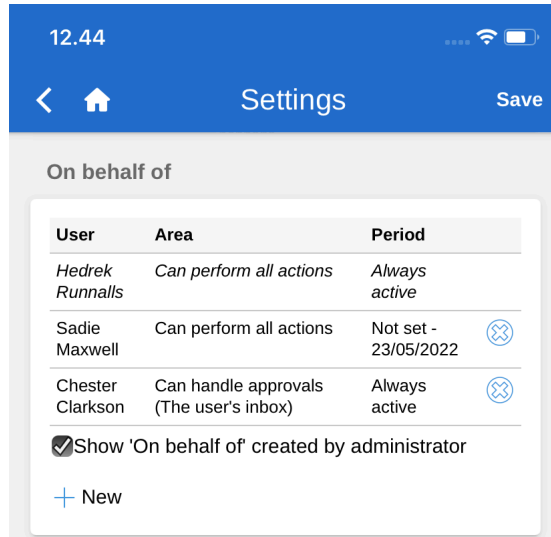 12.44
Settings
Save
On behalf of
User Area Period
Hedrek Can perform all actions Always
Runnalls active
Sadie Can perform all actions Not set -
Maxwell 23/05/2022
Chester Can handle approvals Always
Clarkson (The user's inbox) active
Show 'On behalf of' created by administrator
New